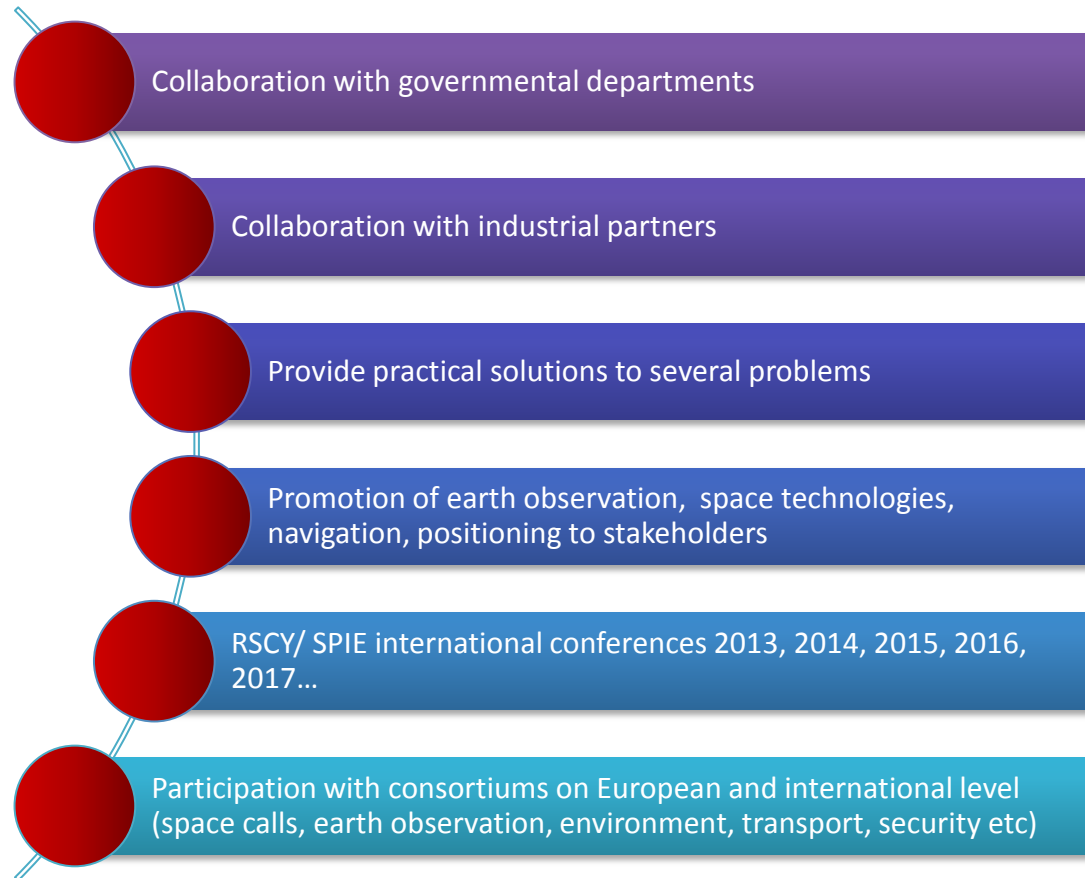 Collaboration with governmental departments
Collaboration with industrial partners
Provide practical solutions to several problems
Promotion of earth observation,  space technologies,
navigation, positioning to stakeholders
RSCY/ SPIE international conferences 2013, 2014, 2015, 2016,
2017…
Participation with consortiums on European and international level
(space calls, earth observation, environment, transport, security etc)